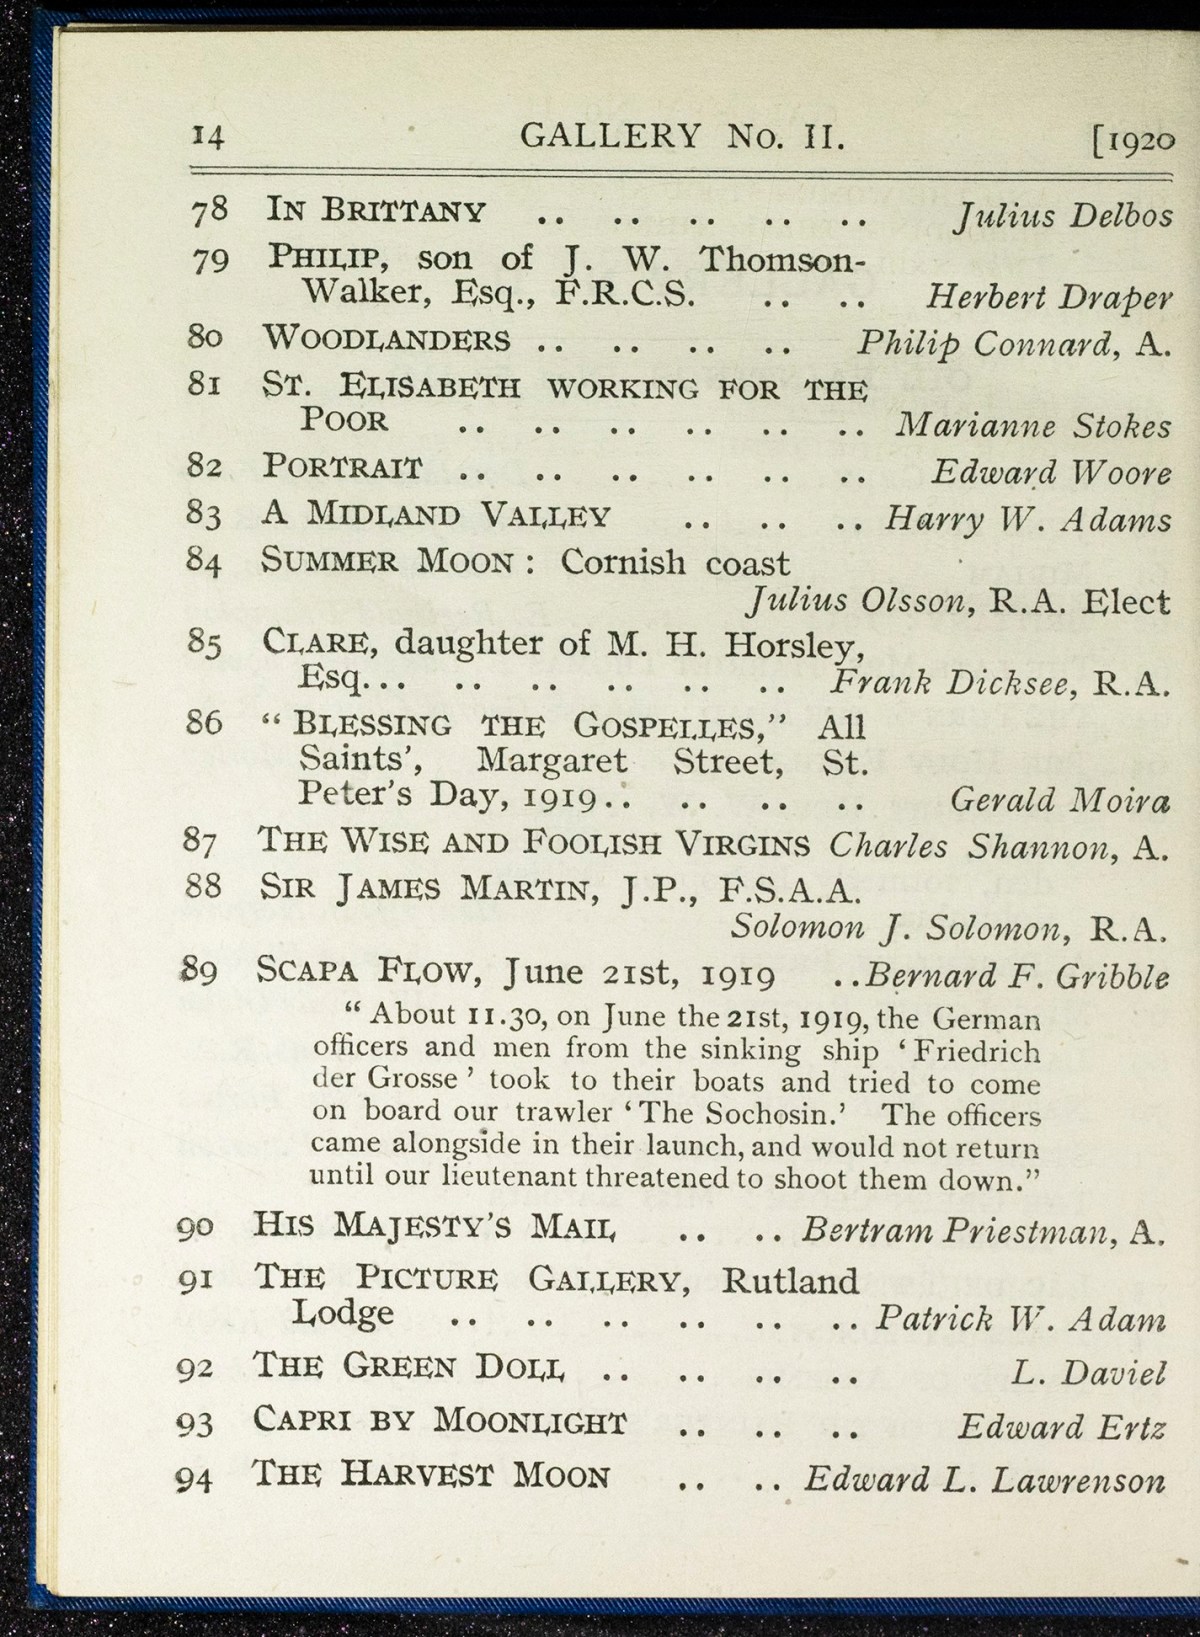 14 GALLERY No. II. [1920
78 IN BRITTANY .. .. .. .. .. Julius Delbos
79 PHILIP, son of J. W. Thomson-
Walker, Esq., F.R.C.S. .. .. Herbert Draper
80 WOODLANDERS .. .. .. .. Philip Connard, A.
81 ST. ELISABETH WORKING FOR THE
POOR .. .. .. .. .. .. Marianne Stokes
82 PORTRAIT .. .. .. .. .. .. Edward Woore
83 A MIDLAND VALLEY .. .. .. Harry W. Adams
84 SUMMER MOON : Cornish coast
Julius Olsson, R.A. Elect
85 CLARE, daughter of M. H. Horsley,
Esq... .. .. .. .. .. Frank Dicksee, R.A.
86 “ BLESSING THE GOSPELLES,” All
Saints’, Margaret Street, St.
Peter’s Day, 1919.. .. .. .. Gerald Moira
87 THE WISE AND FOOLISH VIRGINS Charles Shannon, A.
88 SIR JAMES MARTIN, J.P., F.S.A.A.
Solomon J. Solomon, R.A.
89 SCAPA FLOW, June 21st, 1919 ..Bernard F. Gribble
“ About 11.30, on June the 21st, 1919, the German
officers and men from the sinking ship ‘ Friedrich
der Grosse ’ took to their boats and tried to come
on board our trawler ‘ The Sochosin.’ The officers
came alongside in their launch, and would not return
until our lieutenant threatened to shoot them down.”
90 HIS MAJESTY’S MAIL .. .. Bertram Priestman, A.
91 THE PICTURE GALLERY, Rutland
Lodge .. .. .. .. .. .. Patrick W. Adam
92 THE GREEN DOLL .. .. .. .. L. Daviel
93 CAPRI BY MOONLIGHT .. .. .. Edward Ertz
94 THE HARVEST MOON .. .. Edward L. Lawrenson